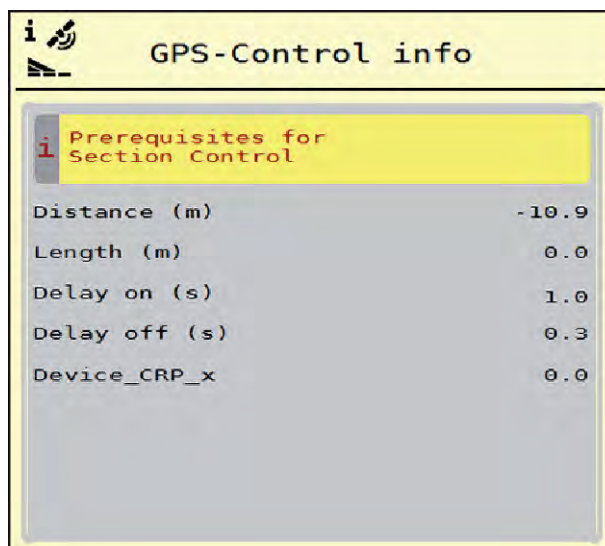 i
GPS-Control info
i Prerequisites for
Section Control
Distance (m) -10.9
Length (m) 0.0
Delay on (s) 1.0
Delay off (s) 0.3
Device_CRP_x 0.0